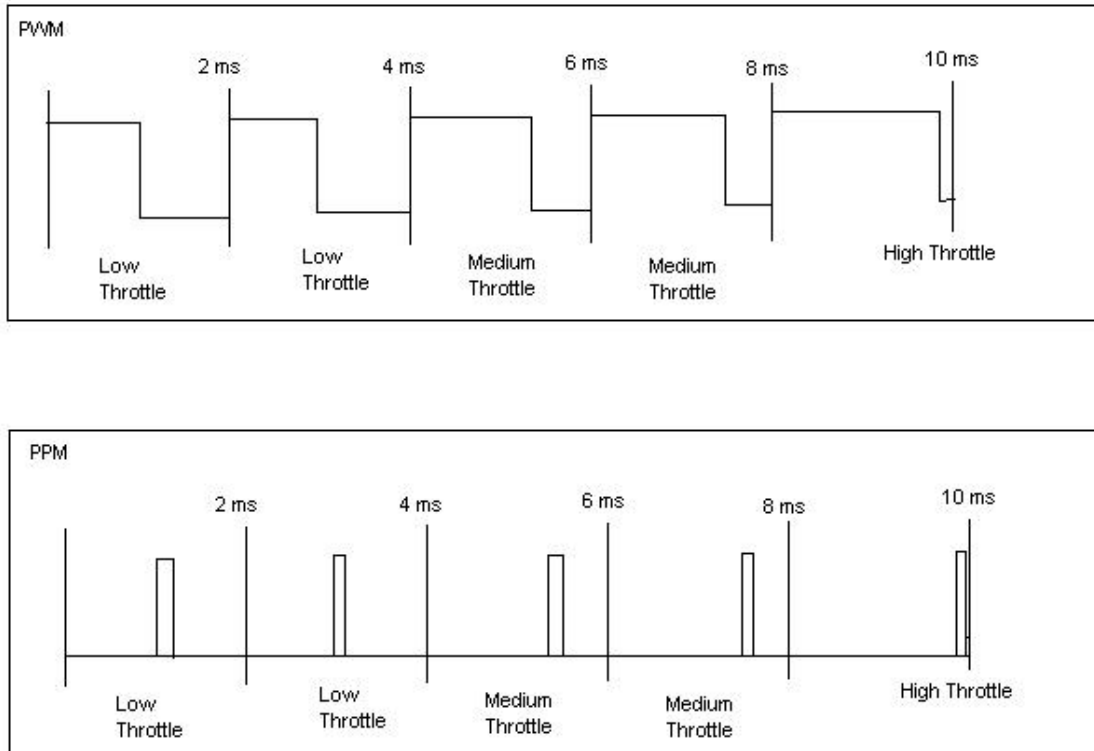 PWM
2 ms
4 ms
6 ms
8 ms
10 ms
Low
Throttle
Low
Throttle
Medium
Throttle
Medium
Throttle
High Throttle
PPM
2 ms
4 ms
6 ms
8 ms
10 ms
Low
Throttle
Low
Throttle
Medium
Throttle
Medium
Throttle
High Throttle